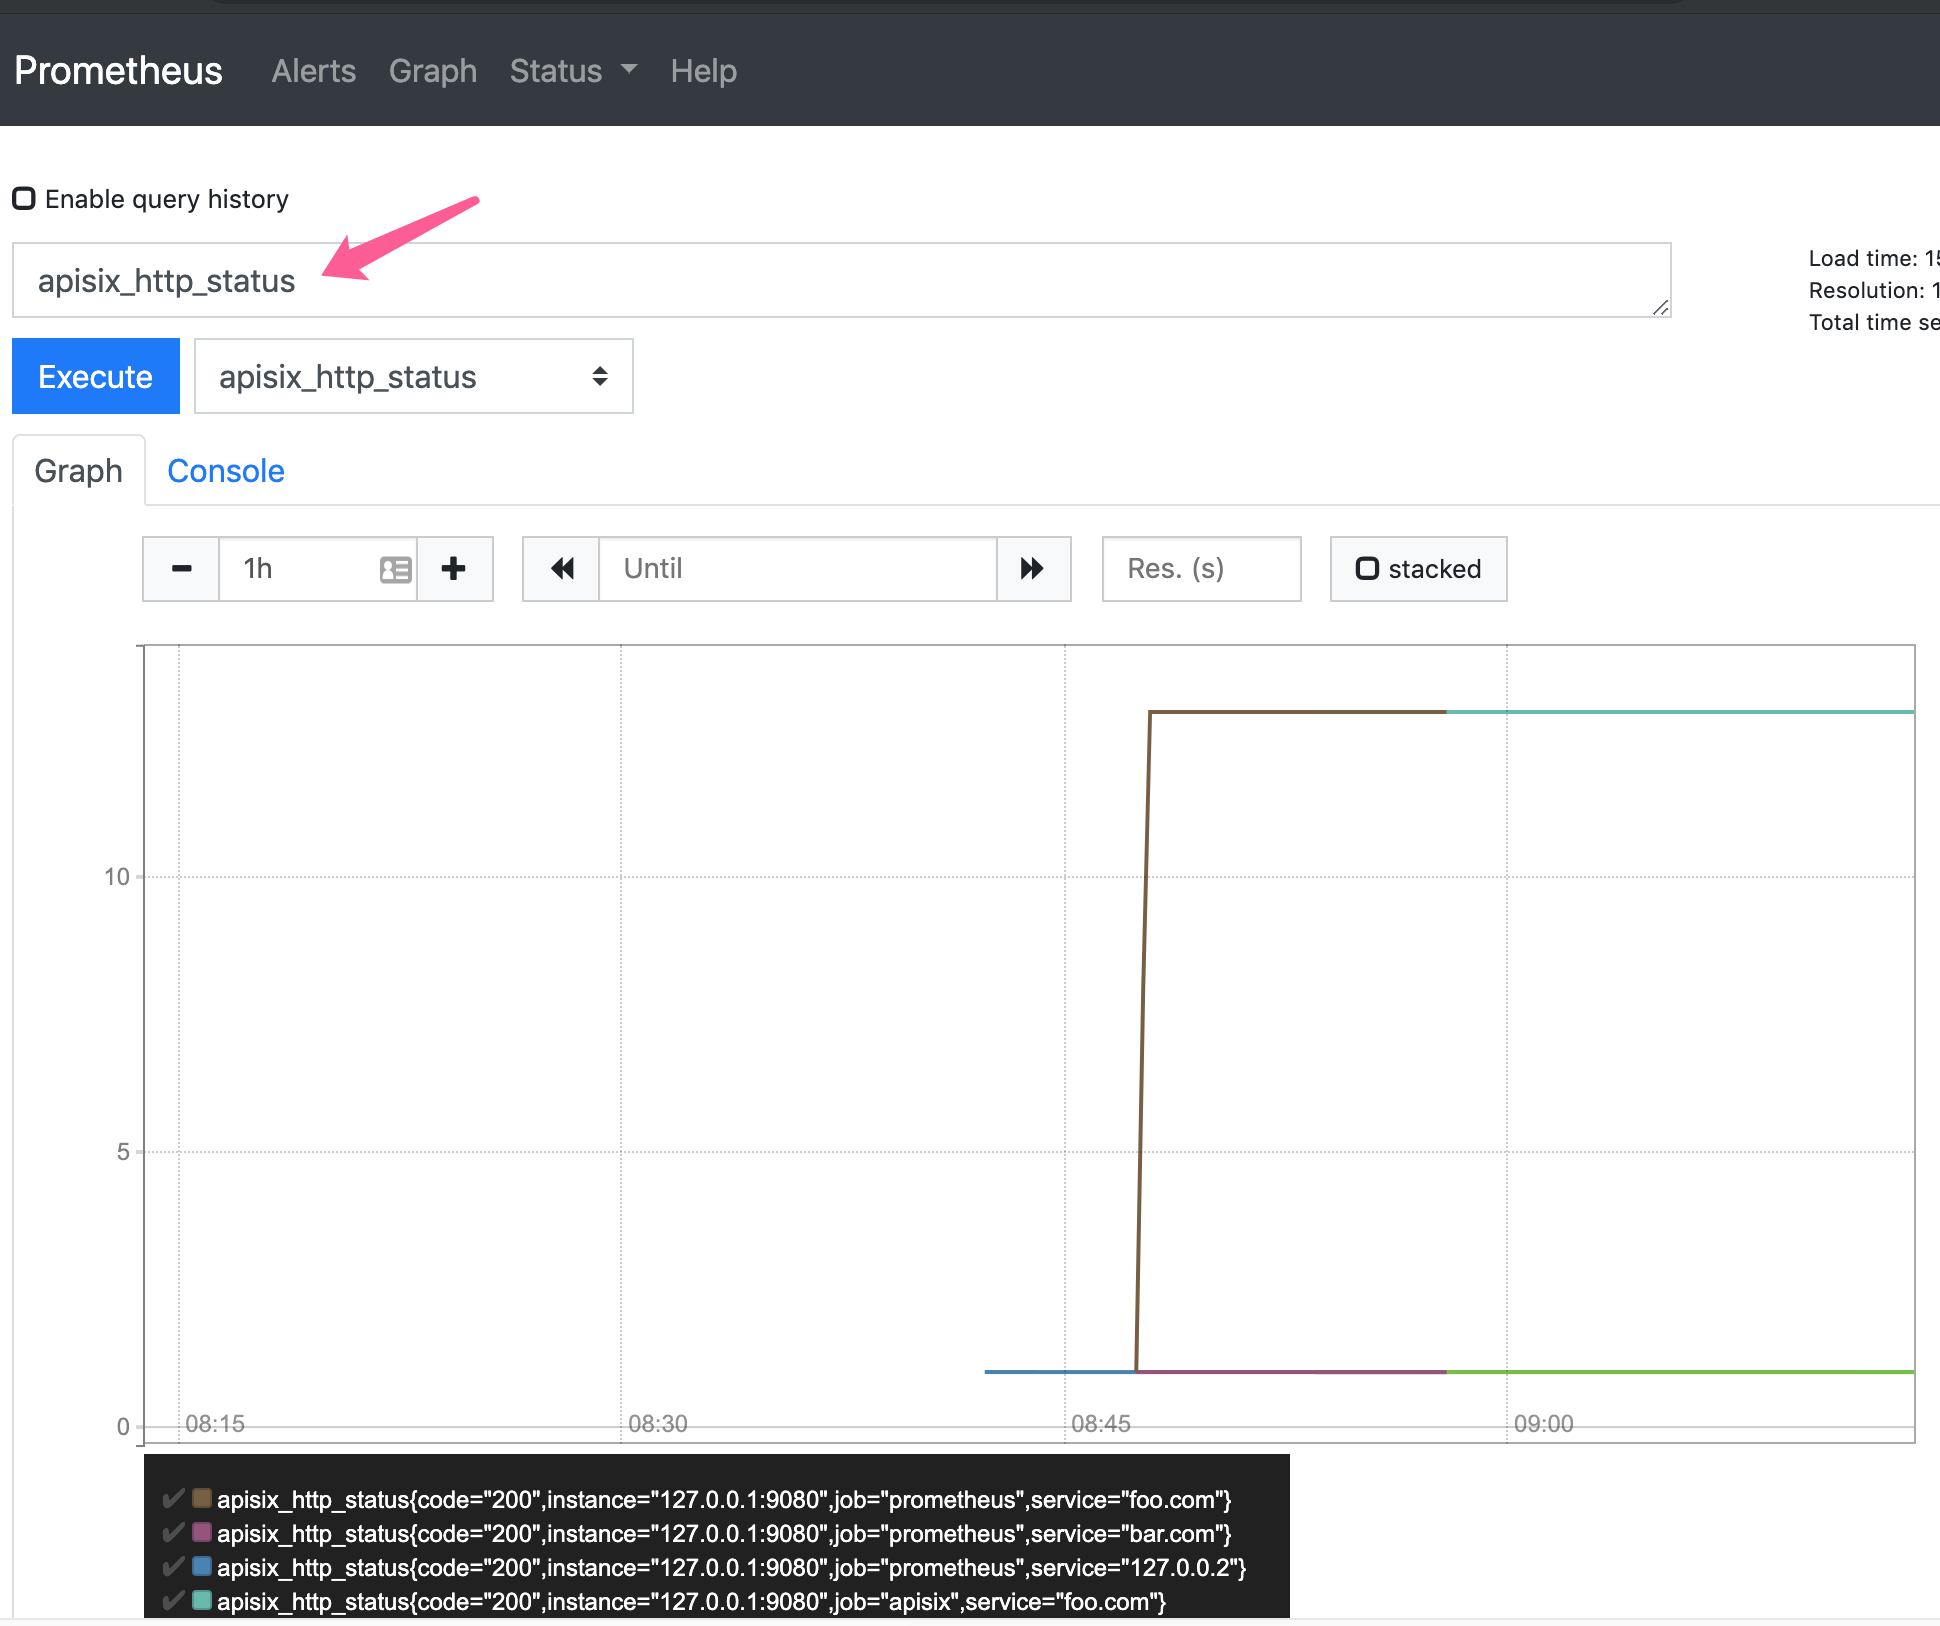 Prometheus Alerts Graph Status Help
Enable query history
apisix_http_status
Load time: 15
Resolution: 1
Total time se
Execute apisix_http_status
Graph Console
1h Until Res. (s) stacked
10
5
0
08:15 08:30 08:45 09:00
apisix_http_status{code="200",instance="127.0.0.1:9080",job="prometheus",service="foo.com"}
apisix_http_status{code="200",instance="127.0.0.1:9080",job="prometheus",service="bar.com"}
apisix_http_status{code="200",instance="127.0.0.1:9080",job="prometheus",service="127.0.0.2"}
apisix_http_status{code="200",instance="127.0.0.1:9080",job="apisix",service="foo.com"}